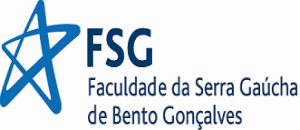 FSG
Faculdade da Serra Gaúcha
de Bento Gonçalves